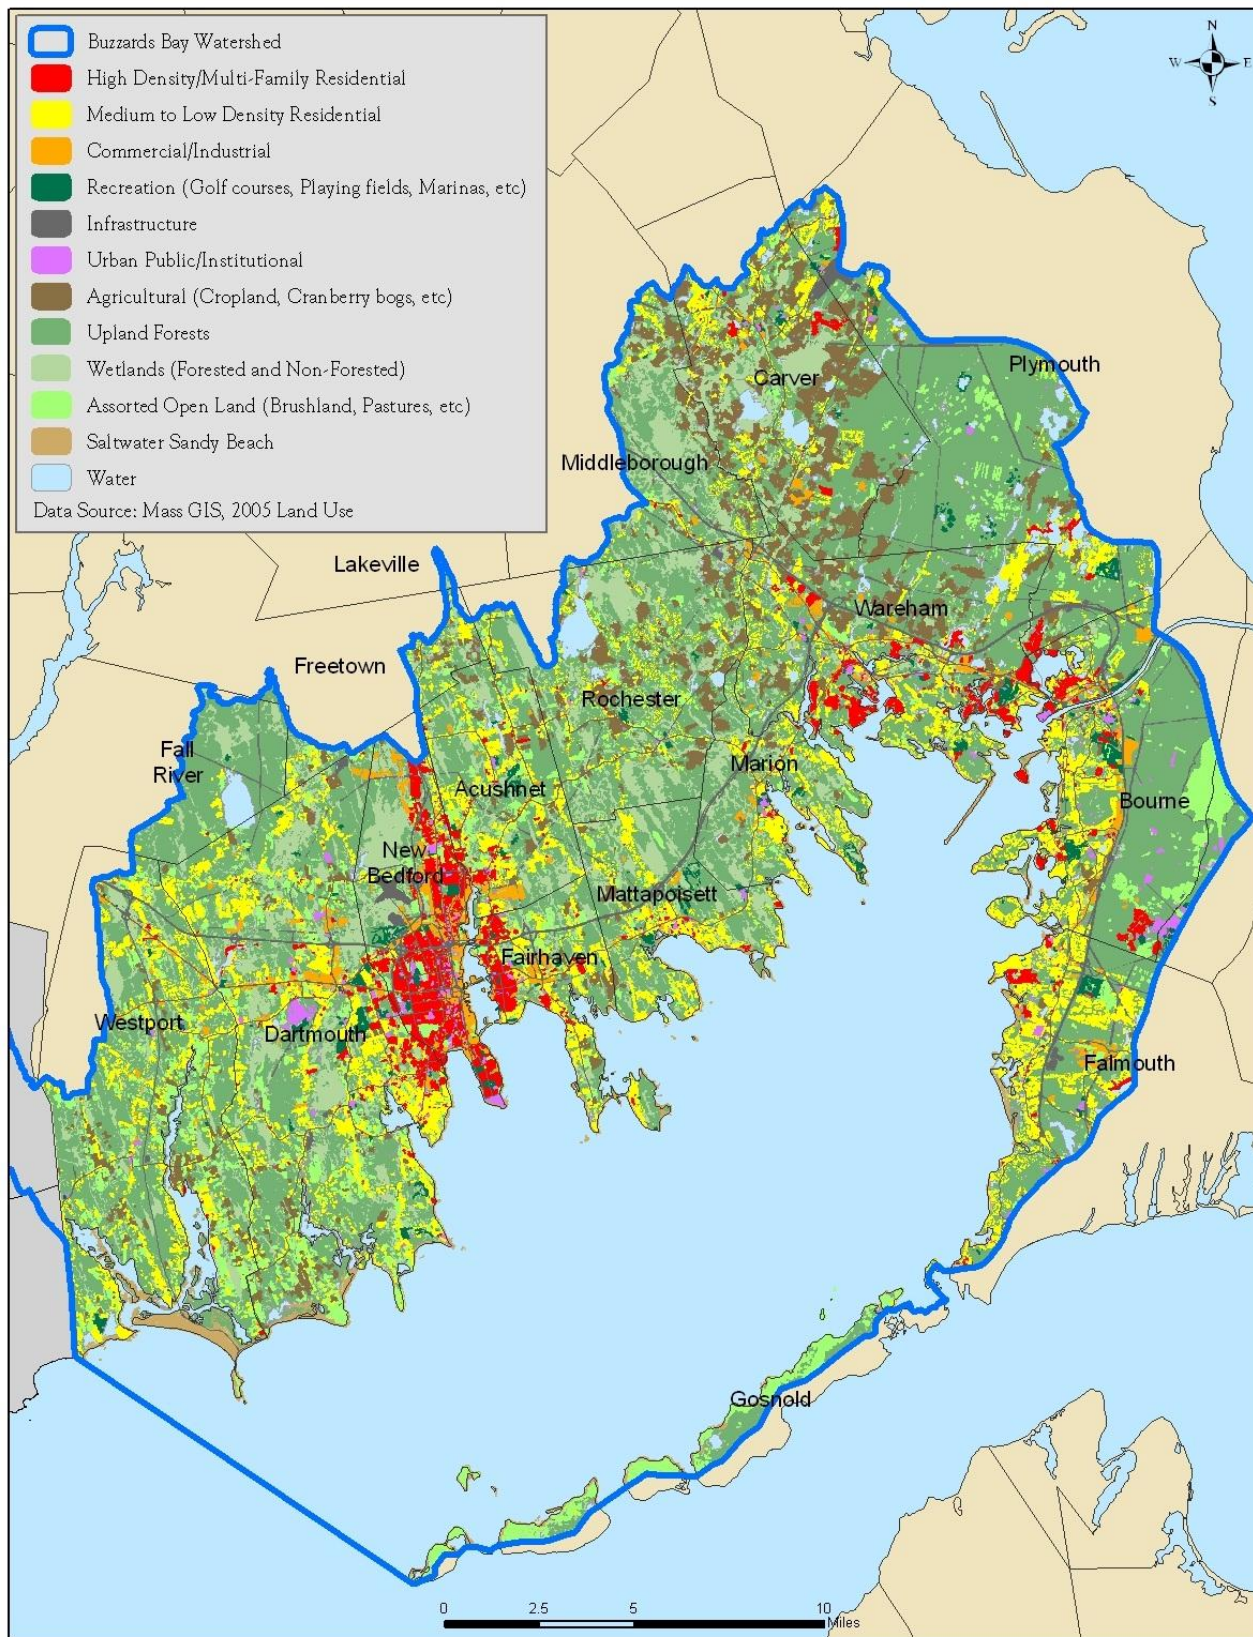 Buzzards Bay Watershed
High Density/Multi-Family Residential
Medium to Low Density Residential
Commercial/Industrial
Recreation (Golf courses, Playing fields, Marinas, etc)
Infrastructure
Urban Public/Institutional
Agricultural (Cropland, Cranberry bogs, etc)
Upland Forests
Wetlands (Forested and Non-Forested)
Assorted Open Land (Brushland, Pastures, etc)
Saltwater Sandy Beach
Water
Data Source: Mass GIS, 2005 Land Use
N
W
E
S
Plymouth
Carver
Middleborough
Lakeville
Wareham
Freetown
Rochester
Fall
River
Marion
Acushnet
Bourne
New
Bedford
Mattapoisett
Fairhaven
Westport
Dartmouth
Falmouth
Gosnold
0 2.5 5 10
Miles